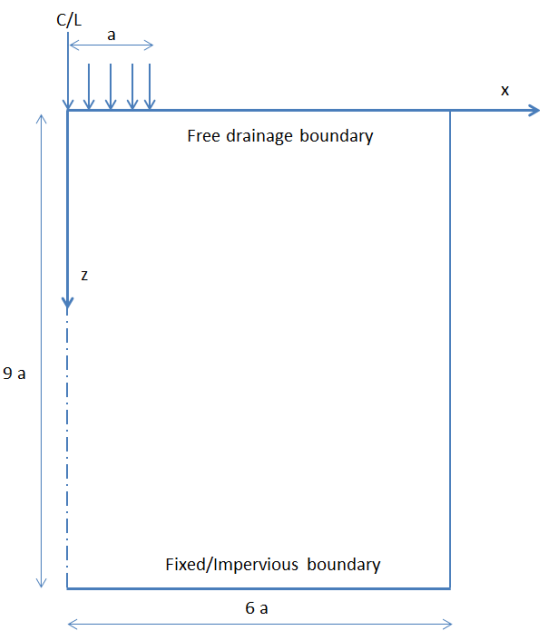 C/L
a
x
Free drainage boundary
z
9 a
Fixed/Impervious boundary
6 a